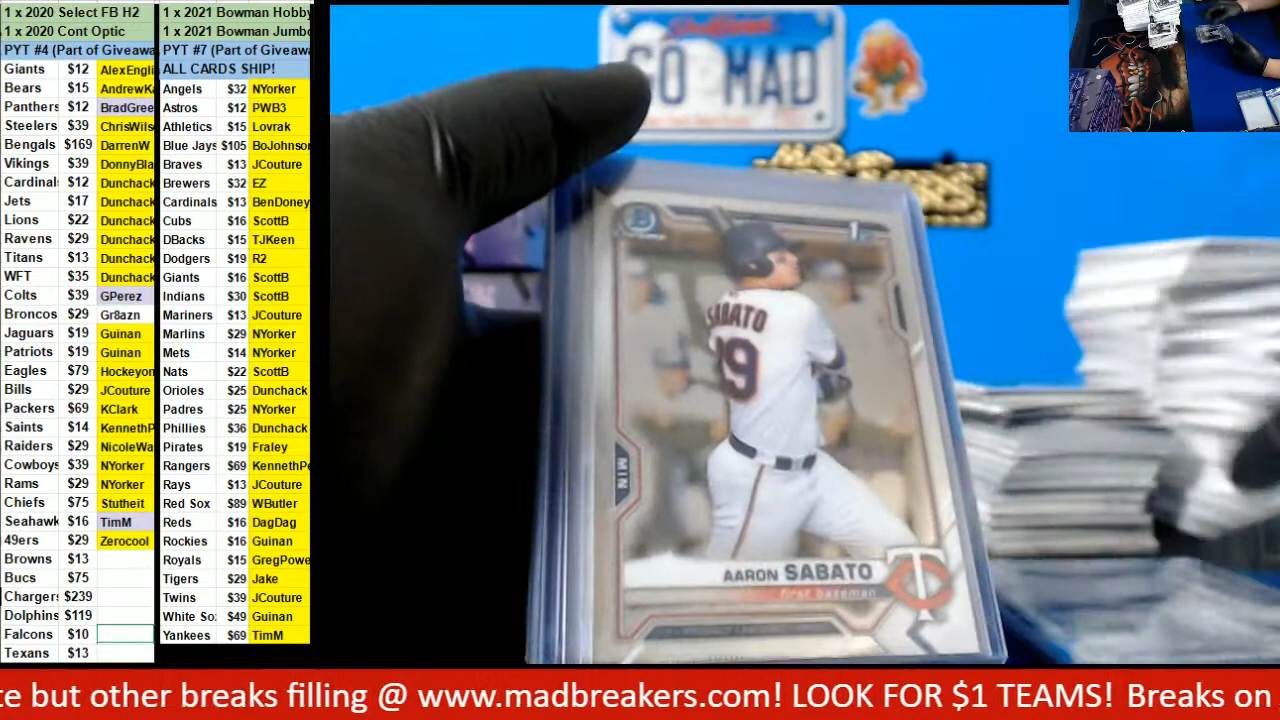 1 x 2020 Select FB H2
1 x 2020 Cont Optic
PYT #4 (Part of Giveawa
Giants $12 AlexEngli
Bears $15 AndrewKa
Panthers $12 BradGree
Steelers $39 ChrisWils
Bengals $169 DarrenW
Vikings $39 DonnyBla
Cardinal $12 Dunchack
Jets $17 Dunchack
Lions $22 Dunchack
Ravens $29 Dunchack
Titans $13 Dunchack
WFT $35 Dunchack
Colts $39 GPerez
Broncos $29 Gr8azn
Jaguars $19 Guinan
Patriots $19 Guinan
Eagles $79 Hockeyon
Bills $29 JCouture
Packers $69 KClark
Saints $14 KennethP
Raiders $29 NicoleWa
Cowboys $39 NYorker
Rams $29 NYorker
Chiefs $75 Stutheit
Seahawk $16 TimM
49ers $29 Zerocool
Browns $13
Bucs $75
Chargers $239
Dolphins $119
Falcons $10
Texans $13
1 x 2021 Bowman Hobby
1 x 2021 Bowman Jumbo
PYT #7 (Part of Giveawa
ALL CARDS SHIP!
Angels $32 NYorker
Astros $12 PWB3
Athletics $15 Lovrak
Blue Jays $105 BoJohnson
Braves $13 JCouture
Brewers $32 EZ
Cardinals $13 BenDoney
Cubs $16 ScottB
DBacks $15 TJKeen
Dodgers $19 R2
Giants $16 ScottB
Indians $30 ScottB
Mariners $13 JCouture
Marlins $29 NYorker
Mets $14 NYorker
Nats $22 ScottB
Orioles $25 Dunchack
Padres $25 NYorker
Phillies $36 Dunchack
Pirates $19 Fraley
Rangers $69 KennethPe
Rays $13 JCouture
Red Sox $89 WButler
Reds $16 DagDag
Rockies $16 Guinan
Royals $15 GregPowe
Tigers $29 Jake
Twins $39 JCouture
White So $49 Guinan
Yankees $69 TimM
GO MAD
B
1st
SABATO
19
MIN
AARON SABATO
first baseman
TC
te but other breaks filling @ www.madbreakers.com! LOOK FOR $1 TEAMS! Breaks on